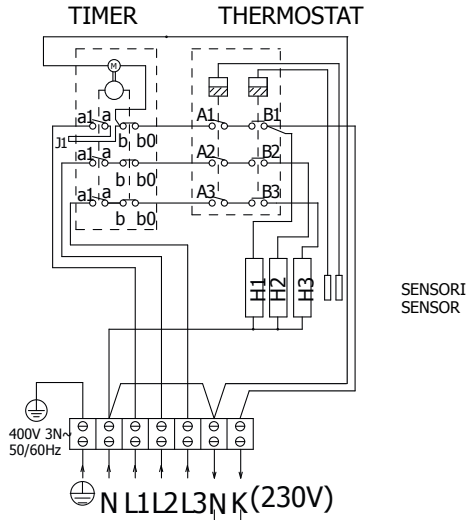 TIMER THERMOSTAT
M
a1 a A1 B1
J1 b b0
a1 a A2 B2
b b0
a1 a A3 B3
b b0
H1 H2 H3
SENSORI
SENSOR
400V 3N~
50/60Hz
N L1 L2 L3 N K (230V)